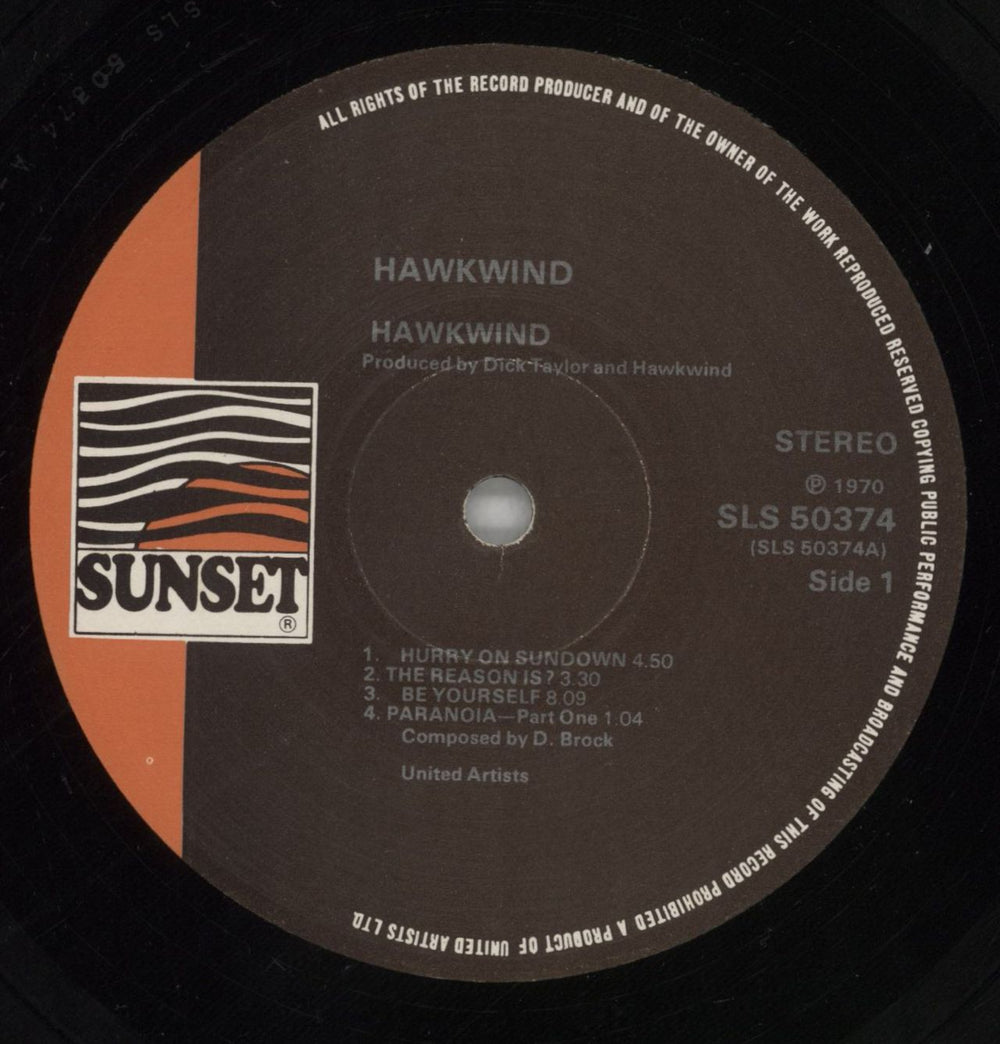 ALL RIGHTS OF THE RECORD PRODUCER AND OF THE OWNER OF THE WORK REPRODUCED RESERVED COPYING PUBLIC PERFORMANCE AND BROADCASTING OF THIS RECORD PROHIBITED A PRODUCT OF UNITED ARTISTS LTD.
HAWKWIND
HAWKWIND
Produced by Dick Taylor and Hawkwind
STEREO
℗ 1970
SLS 50374
(SLS 50374A)
Side 1
SUNSET
®
1. HURRY ON SUNDOWN 4.50
2. THE REASON IS? 3.30
3. BE YOURSELF 8.09
4. PARANOIA—Part One 1.04
Composed by D. Brock
United Artists
SLS 50374 A -